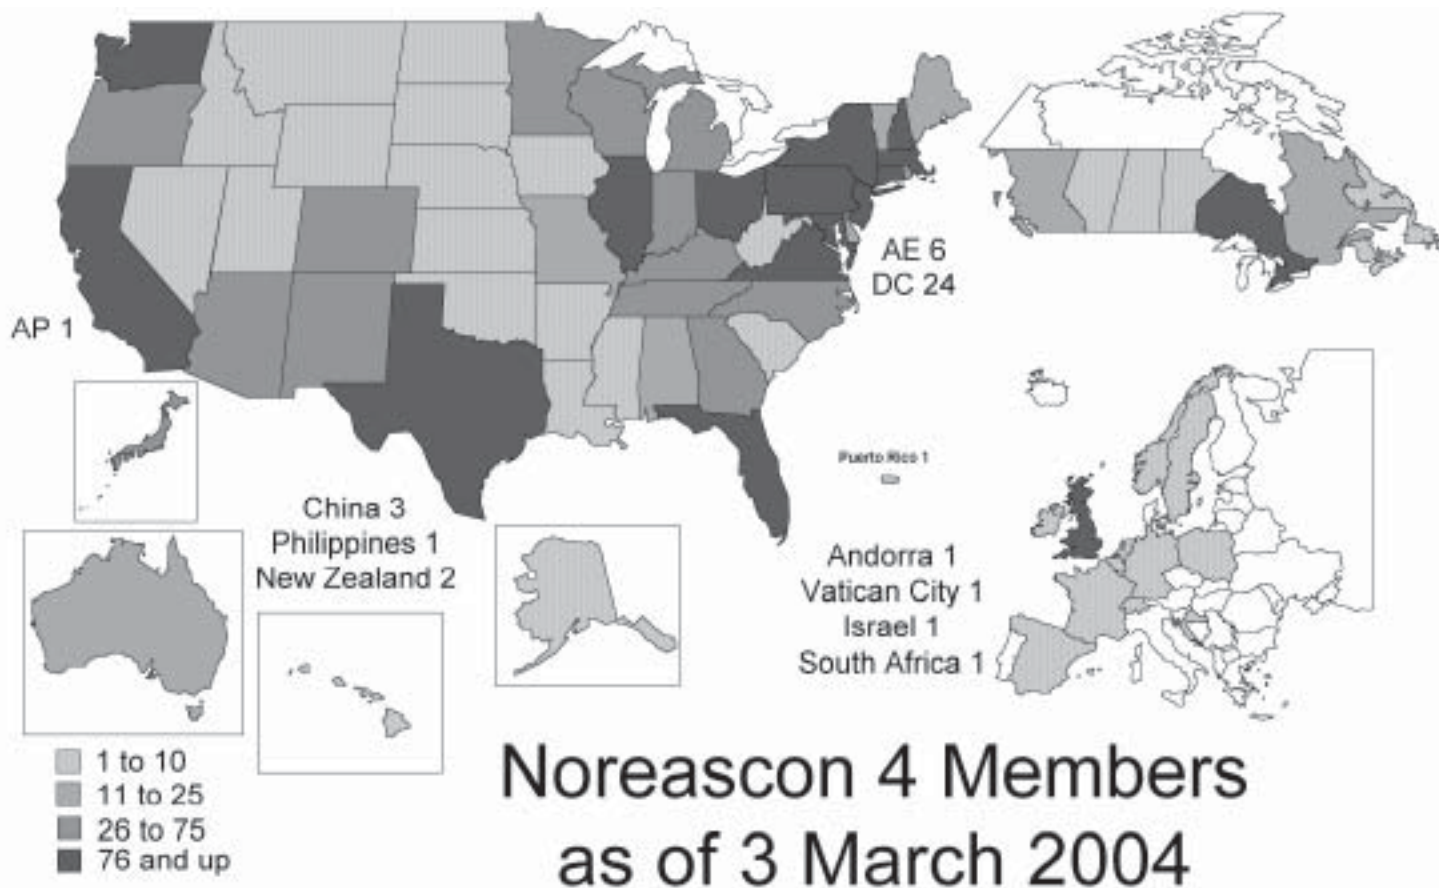 AE 6
DC 24
AP 1
Puerto Rico 1
China 3
Philippines 1
New Zealand 2
Andorra 1
Vatican City 1
Israel 1
South Africa 1
1 to 10
11 to 25
26 to 75
76 and up
Noreascon 4 Members
as of 3 March 2004